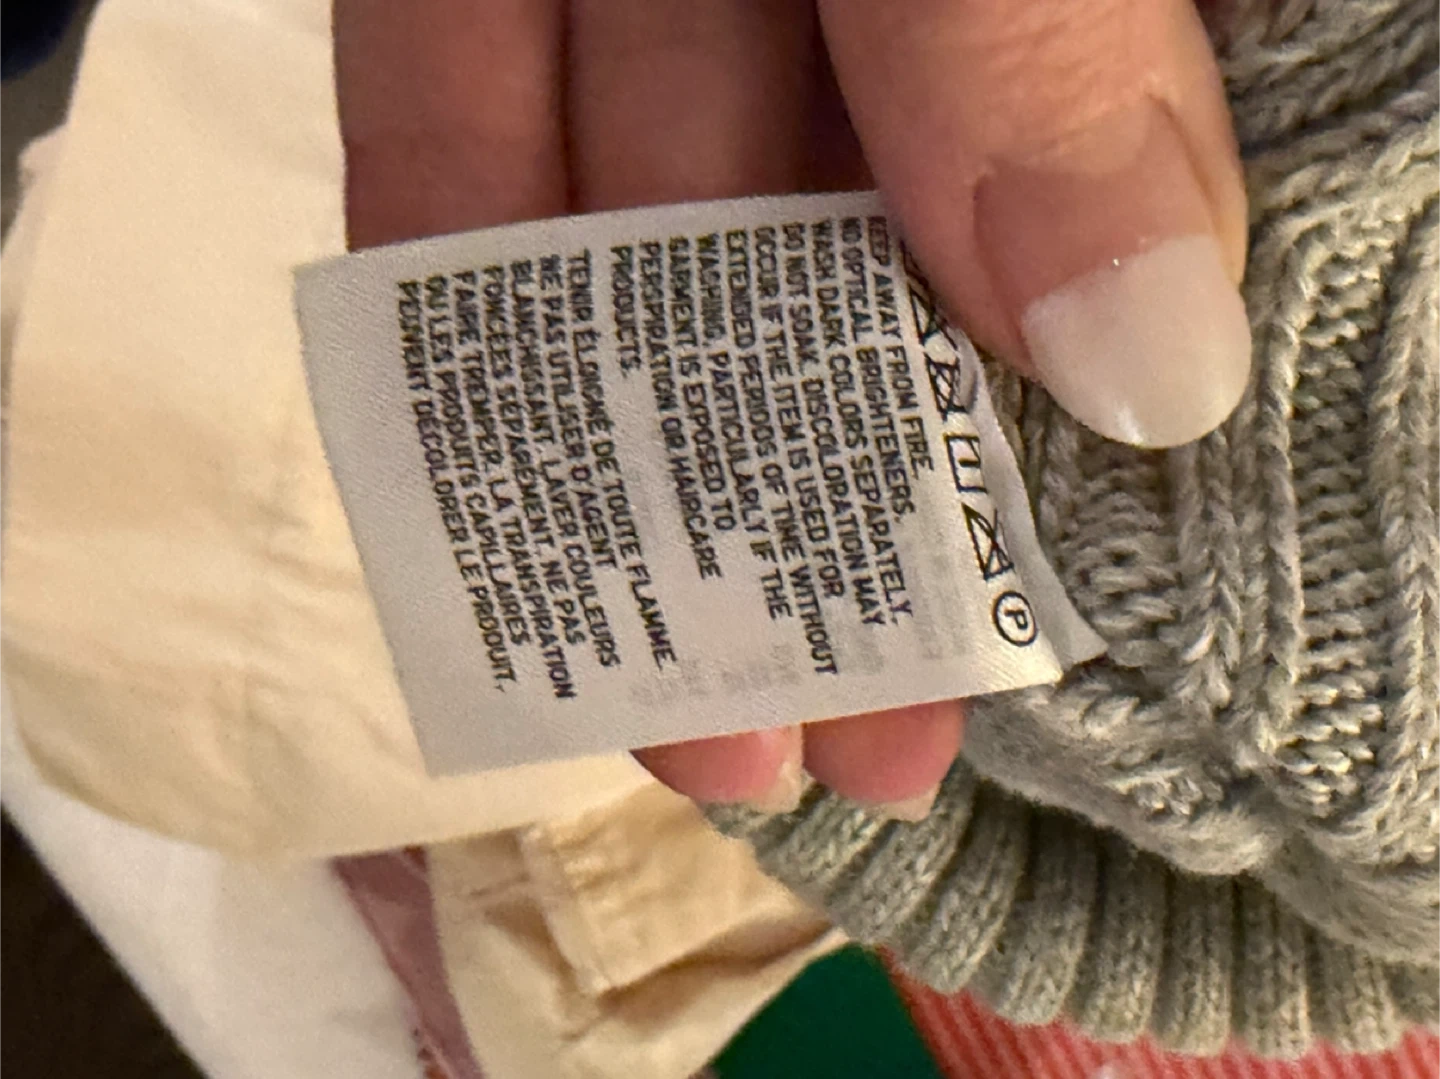 P
KEEP AWAY FROM FIRE.
NO OPTICAL BRIGHTENERS.
WASH DARK COLORS SEPARATELY.
DO NOT SOAK. DISCOLORATION MAY
OCCUR IF THE ITEM IS USED FOR
EXTENDED PERIODS OF TIME WITHOUT
WASHING, PARTICULARLY IF THE
GARMENT IS EXPOSED TO
PERSPIRATION OR HAIRCARE
PRODUCTS.
TENIR ÉLOIGNÉ DE TOUTE FLAMME.
NE PAS UTILISER D'AGENT
BLANCHISSANT. LAVER COULEURS
FONCÉES SÉPARÉMENT. NE PAS
FAIRE TREMPER. LA TRANSPIRATION
OU LES PRODUITS CAPILLAIRES
PEUVENT DÉCOLORER LE PRODUIT.